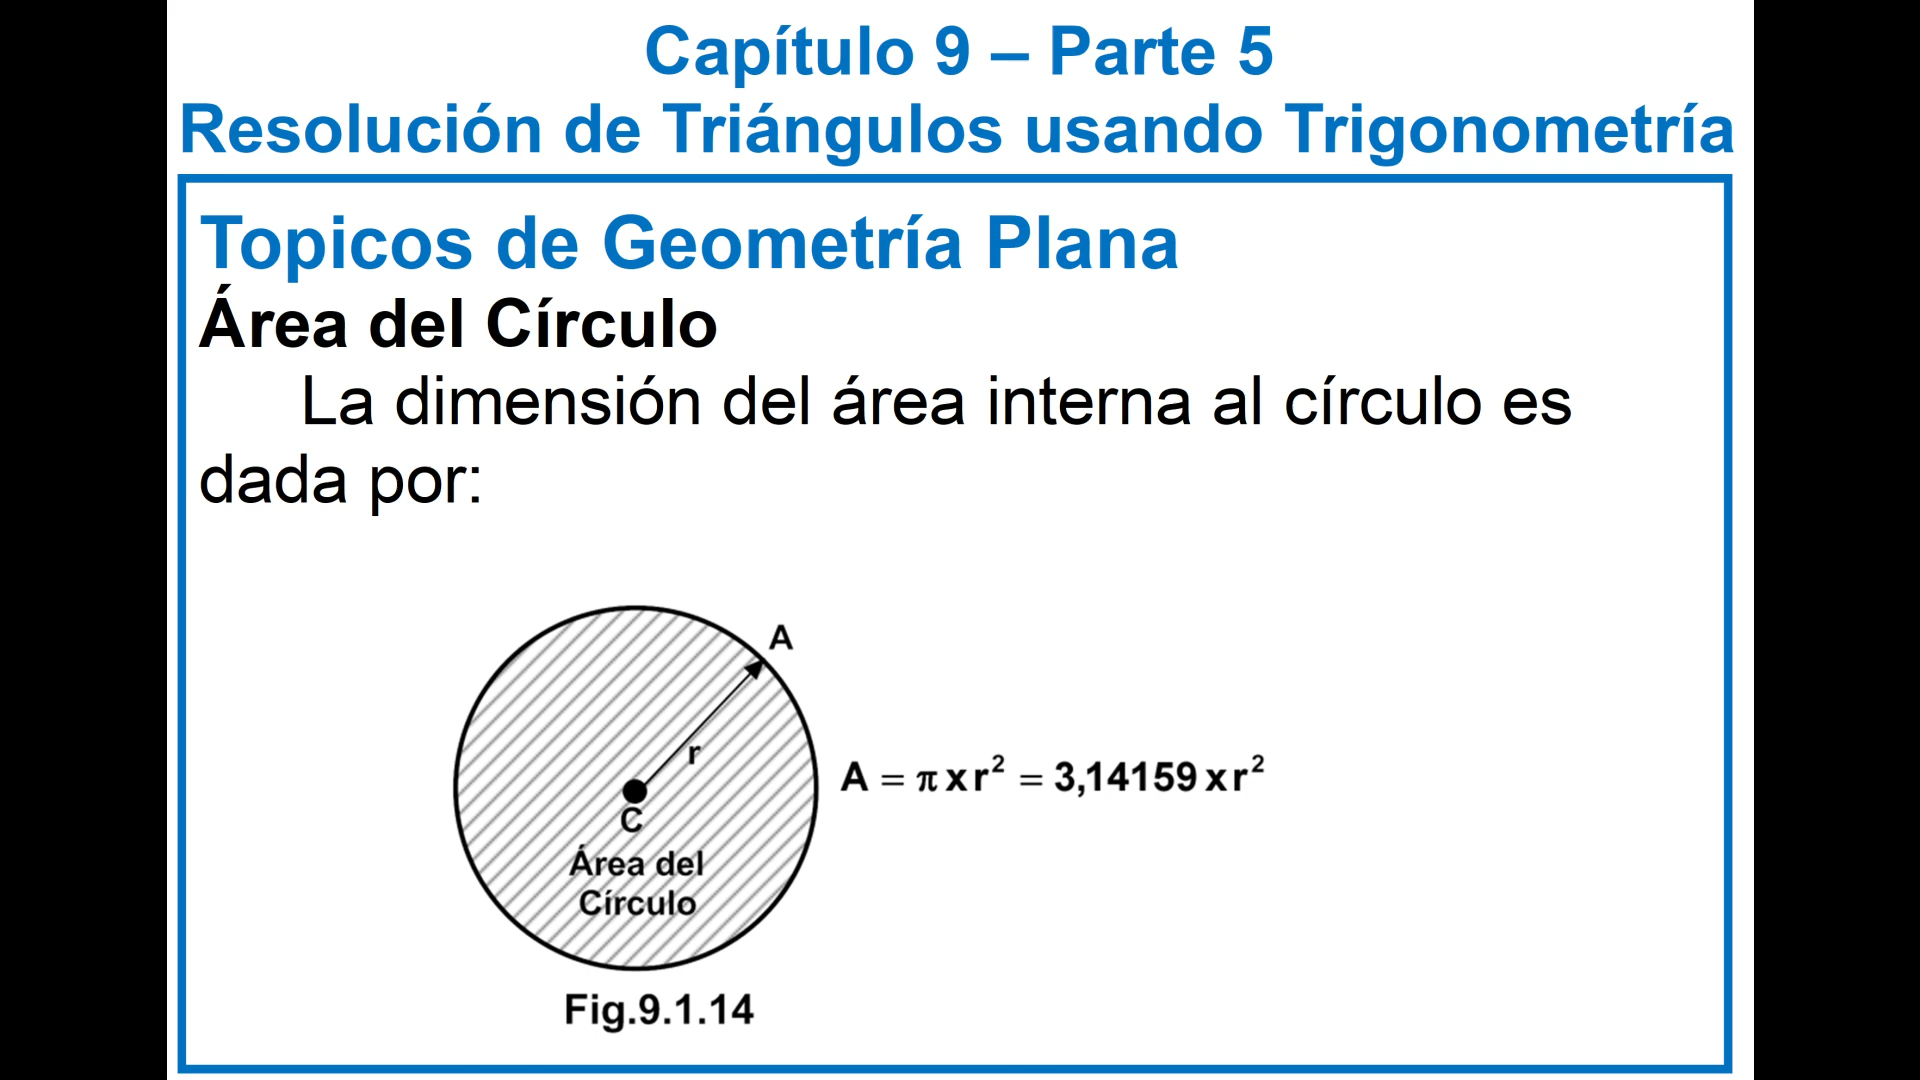 Capítulo 9 – Parte 5
Resolución de Triángulos usando Trigonometría
Topicos de Geometría Plana
Área del Círculo
La dimensión del área interna al círculo es
dada por:
A
r
C
A = π x r² = 3,14159 x r²
Área del
Círculo
Fig.9.1.14